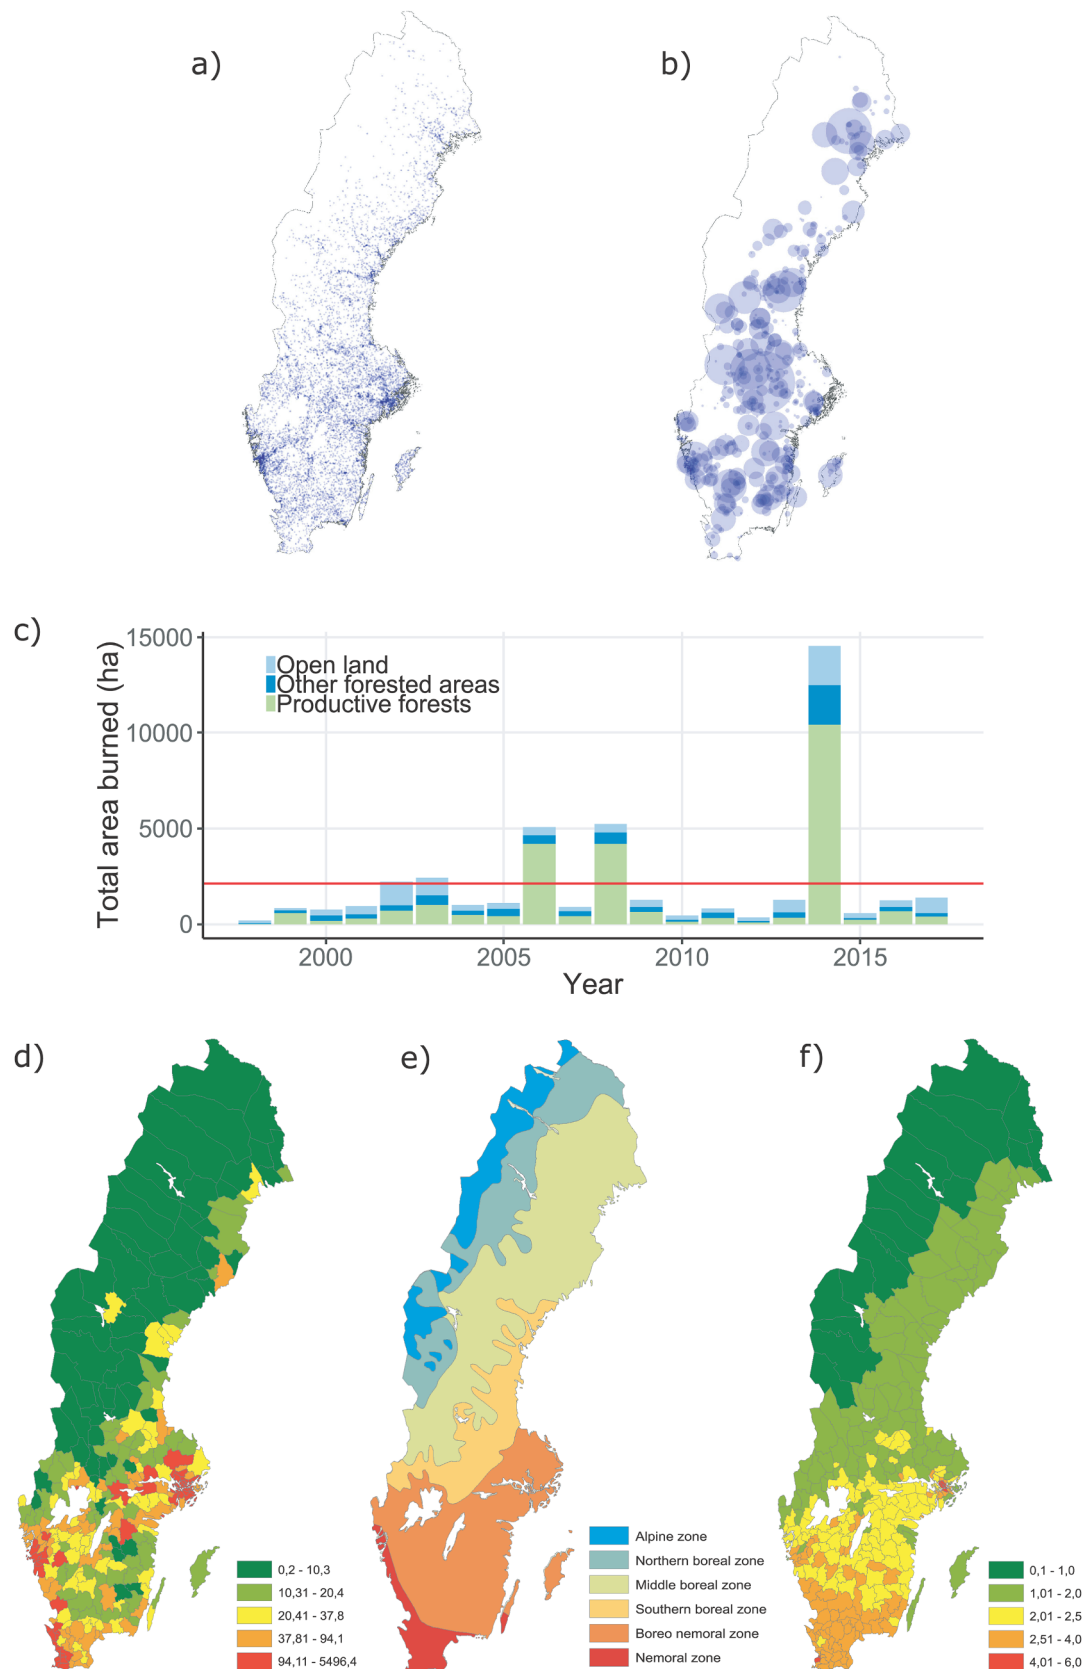 a)
b)
c)
Total area burned (ha)
15000
10000
5000
0
Open land
Other forested areas
Productive forests
2000
2005
2010
2015
Year
d)
e)
f)
0,2 - 10,3
10,31 - 20,4
20,41 - 37,8
37,81 - 94,1
94,11 - 5496,4
Alpine zone
Northern boreal zone
Middle boreal zone
Southern boreal zone
Boreo nemoral zone
Nemoral zone
0,1 - 1,0
1,01 - 2,0
2,01 - 2,5
2,51 - 4,0
4,01 - 6,0